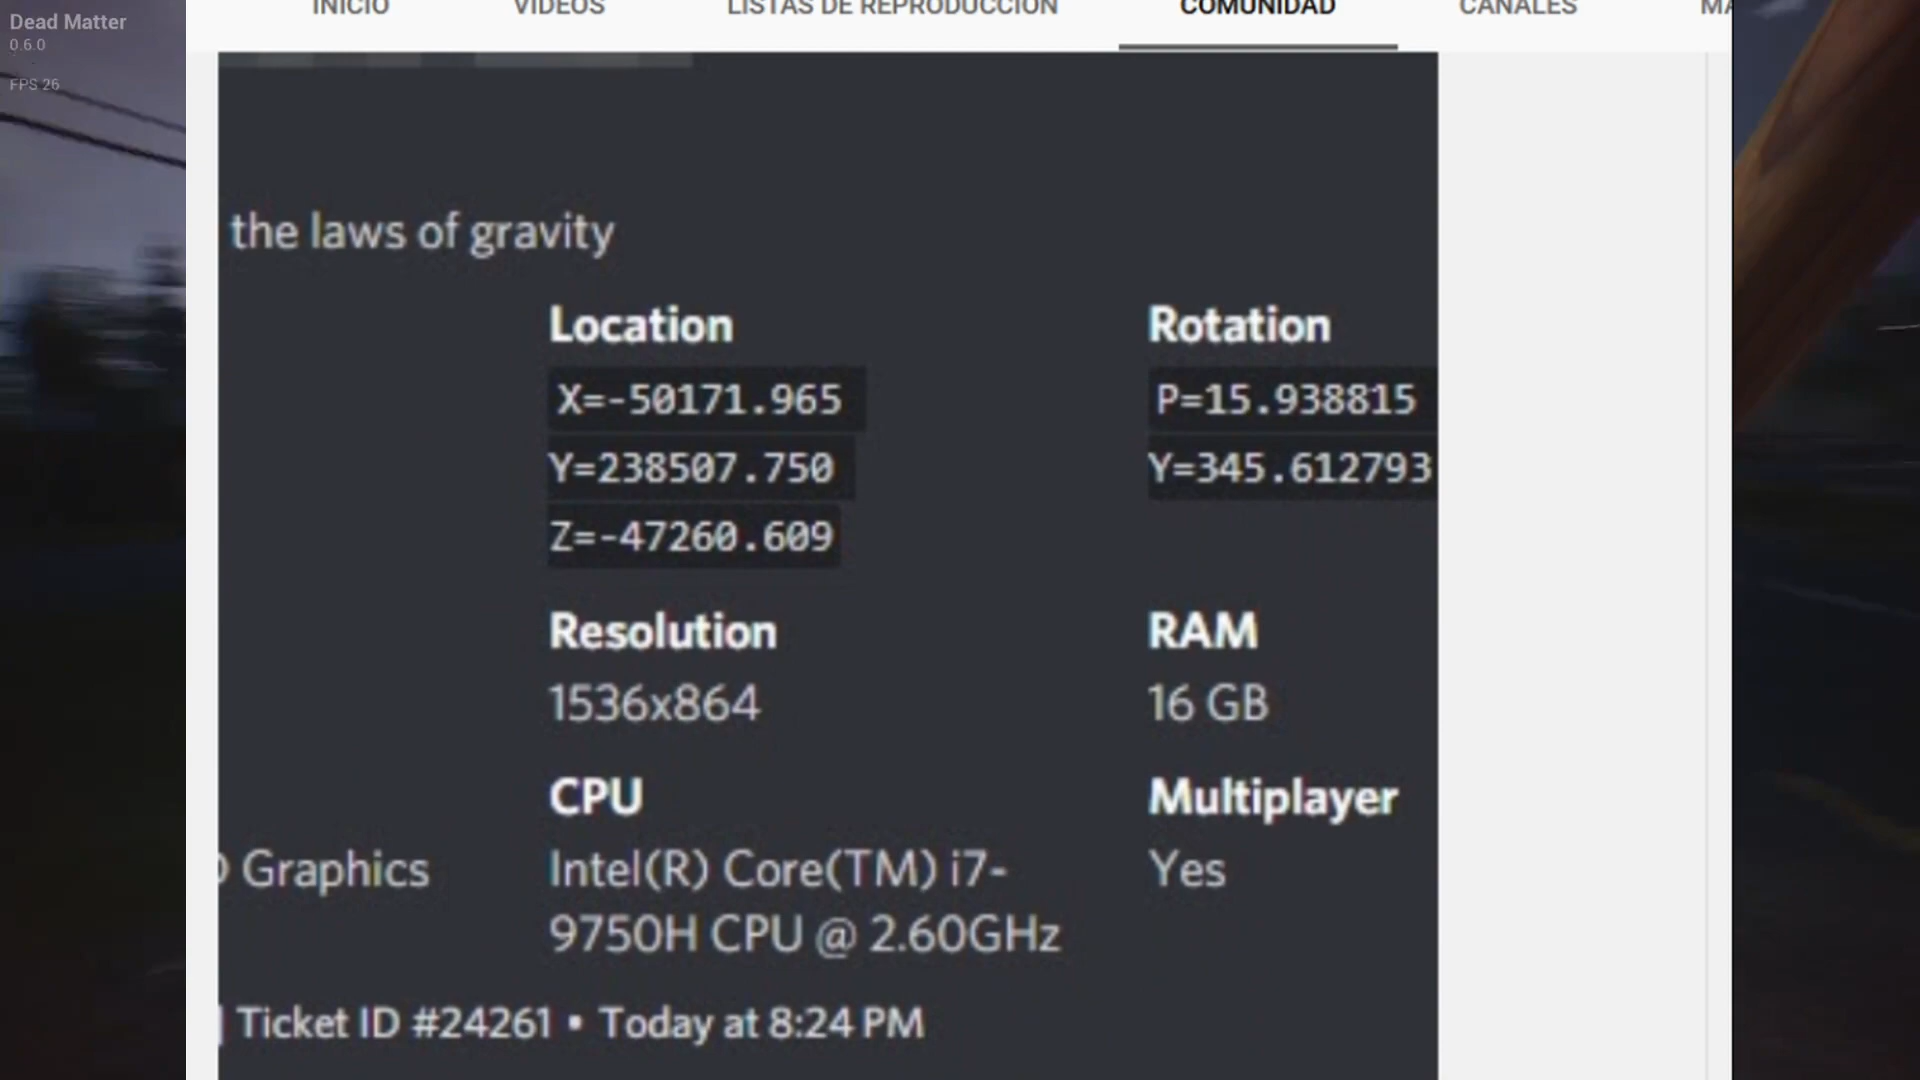 Dead Matter
0.6.0
FPS 26
INICIO VÍDEOS LISTAS DE REPRODUCCIÓN COMUNIDAD CANALES
the laws of gravity
Location Rotation
X=-50171.965 P=15.938815
Y=238507.750 Y=345.612793
Z=-47260.609
Resolution RAM
1536x864 16 GB
CPU Multiplayer
Graphics Intel(R) Core(TM) i7- Yes
9750H CPU @ 2.60GHz
Ticket ID #24261 • Today at 8:24 PM